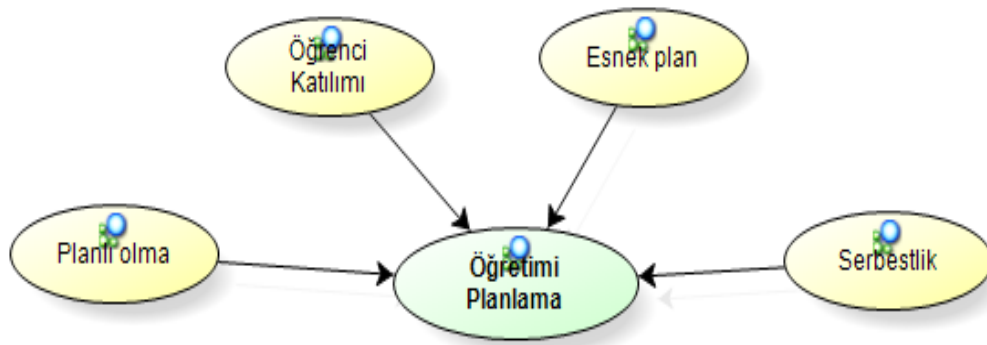 Öğrenci
Katılımı
Esnek plan
Planlı olma
Öğretimi
Planlama
Serbestlik